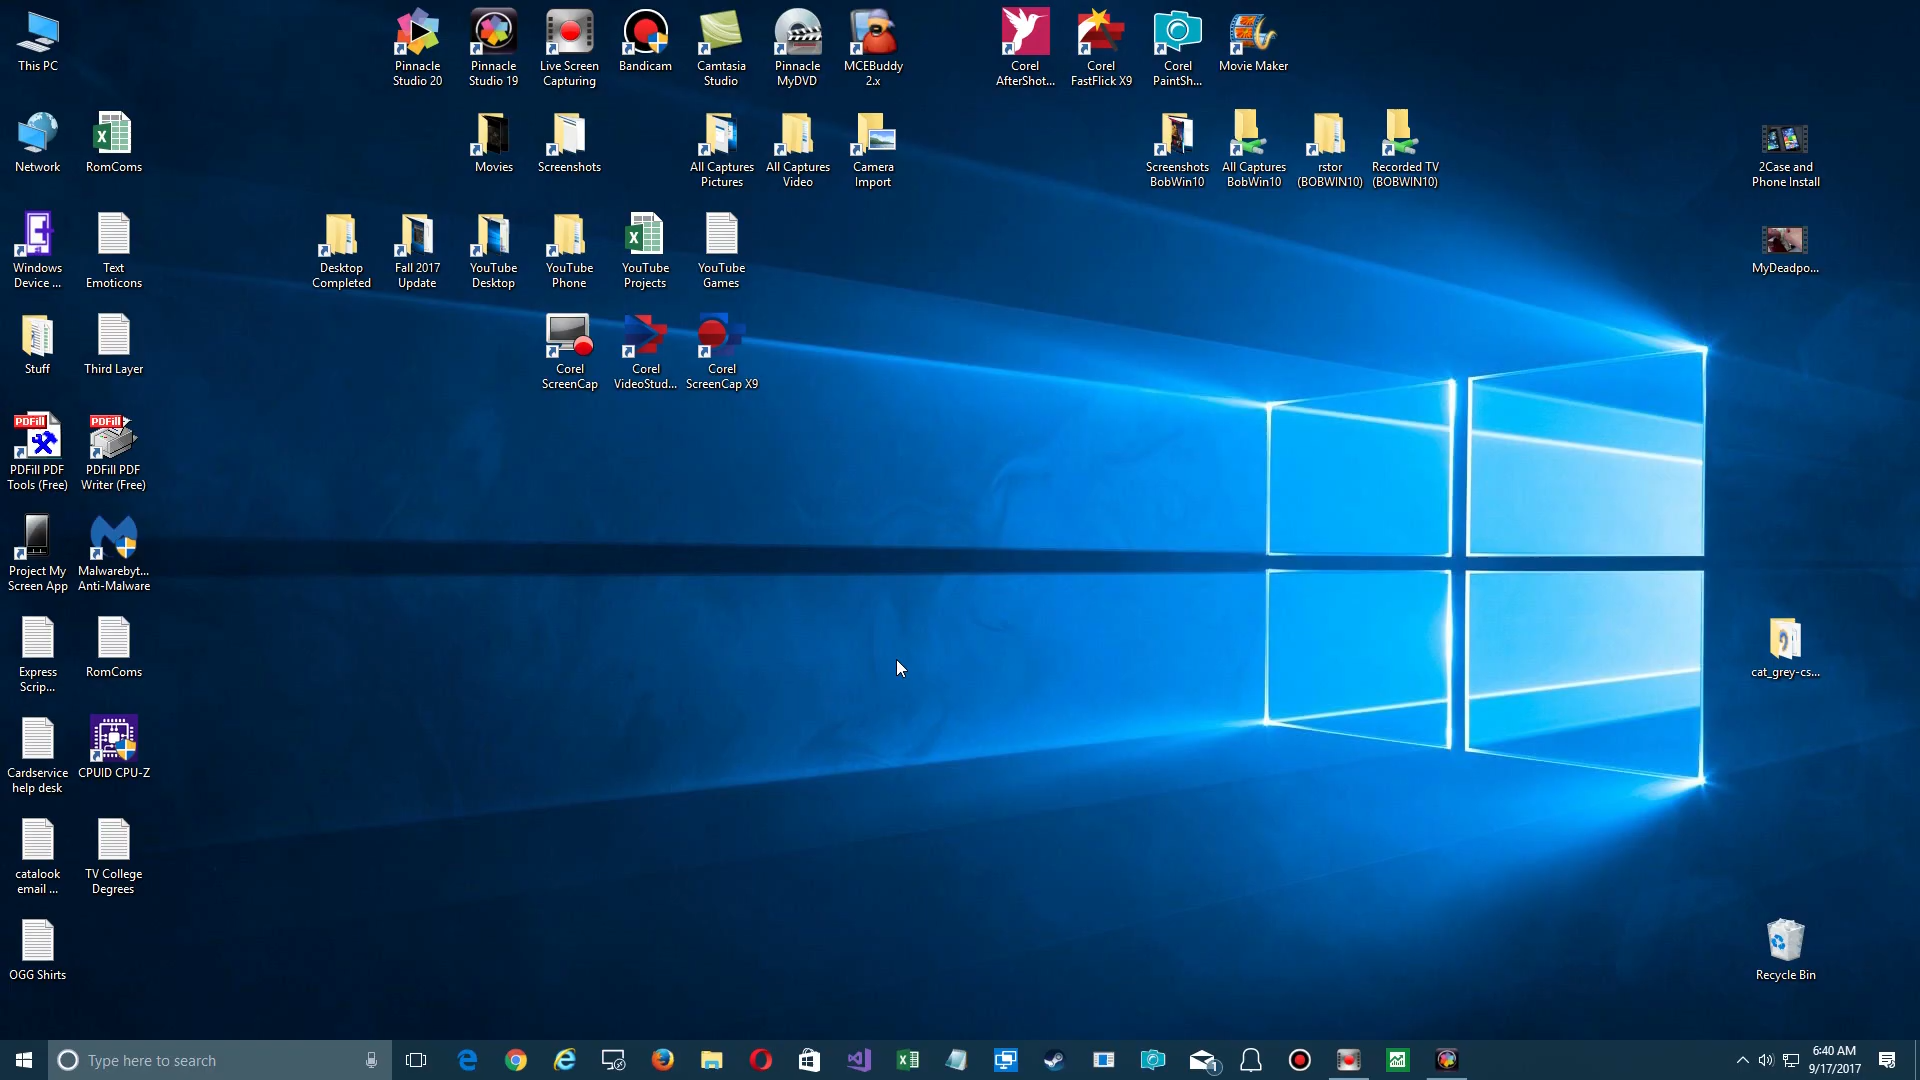 This PC
Pinnacle
Studio 20
Pinnacle
Studio 19
Live Screen
Capturing
Bandicam
Camtasia
Studio
Pinnacle
MyDVD
MCEBuddy
2.x
Corel
AfterShot...
Corel
FastFlick X9
Corel
PaintSh...
Movie Maker
Network
RomComs
Movies
Screenshots
All Captures
Pictures
All Captures
Video
Camera
Import
Screenshots
BobWin10
All Captures
BobWin10
rstor
(BOBWIN10)
Recorded TV
(BOBWIN10)
2Case and
Phone Install
Windows
Device ...
Text
Emoticons
Desktop
Completed
Fall 2017
Update
YouTube
Desktop
YouTube
Phone
YouTube
Projects
YouTube
Games
MyDeadpo...
Stuff
Third Layer
Corel
ScreenCap
Corel
VideoStud...
Corel
ScreenCap X9
PDFill
PDFill PDF
Tools (Free)
PDFill
PDFill PDF
Writer (Free)
Project My
Screen App
Malwarebyt...
Anti-Malware
Express
Scrip...
RomComs
cat_grey-cs...
Cardservice
help desk
CPUID CPU-Z
catalook
email ...
TV College
Degrees
OGG Shirts
Recycle Bin
Type here to search
1
6:40 AM
9/17/2017